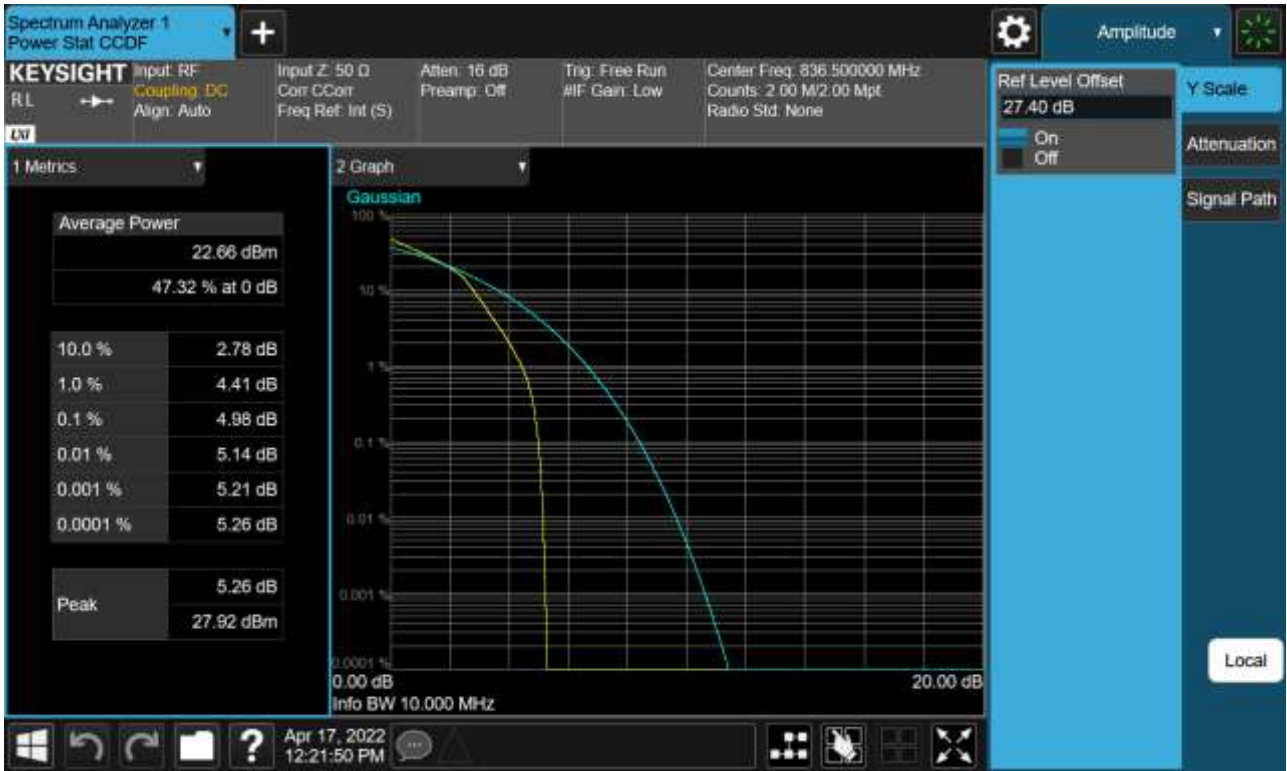 Spectrum Analyzer 1
Power Stat CCDF
Amplitude
KEYSIGHT
RL
LXI
Input: RF
Coupling: DC
Align: Auto
Input Z: 50 Ω
Corr CCorr
Freq Ref: Int (S)
Atten: 16 dB
Preamp: Off
Trig: Free Run
#IF Gain: Low
Center Freq: 836.500000 MHz
Counts: 2.00 M/2.00 Mpt
Radio Std: None
Ref Level Offset
27.40 dB
On
Off
Y Scale
Attenuation
Signal Path
Local
1 Metrics
Average Power
22.66 dBm
47.32 % at 0 dB
10.0 % 2.78 dB
1.0 % 4.41 dB
0.1 % 4.98 dB
0.01 % 5.14 dB
0.001 % 5.21 dB
0.0001 % 5.26 dB
Peak
5.26 dB
27.92 dBm
2 Graph
Gaussian
100 %
10 %
1 %
0.1 %
0.01 %
0.001 %
0.0001 %
0.00 dB 20.00 dB
Info BW 10.000 MHz
?
Apr 17, 2022
12:21:50 PM